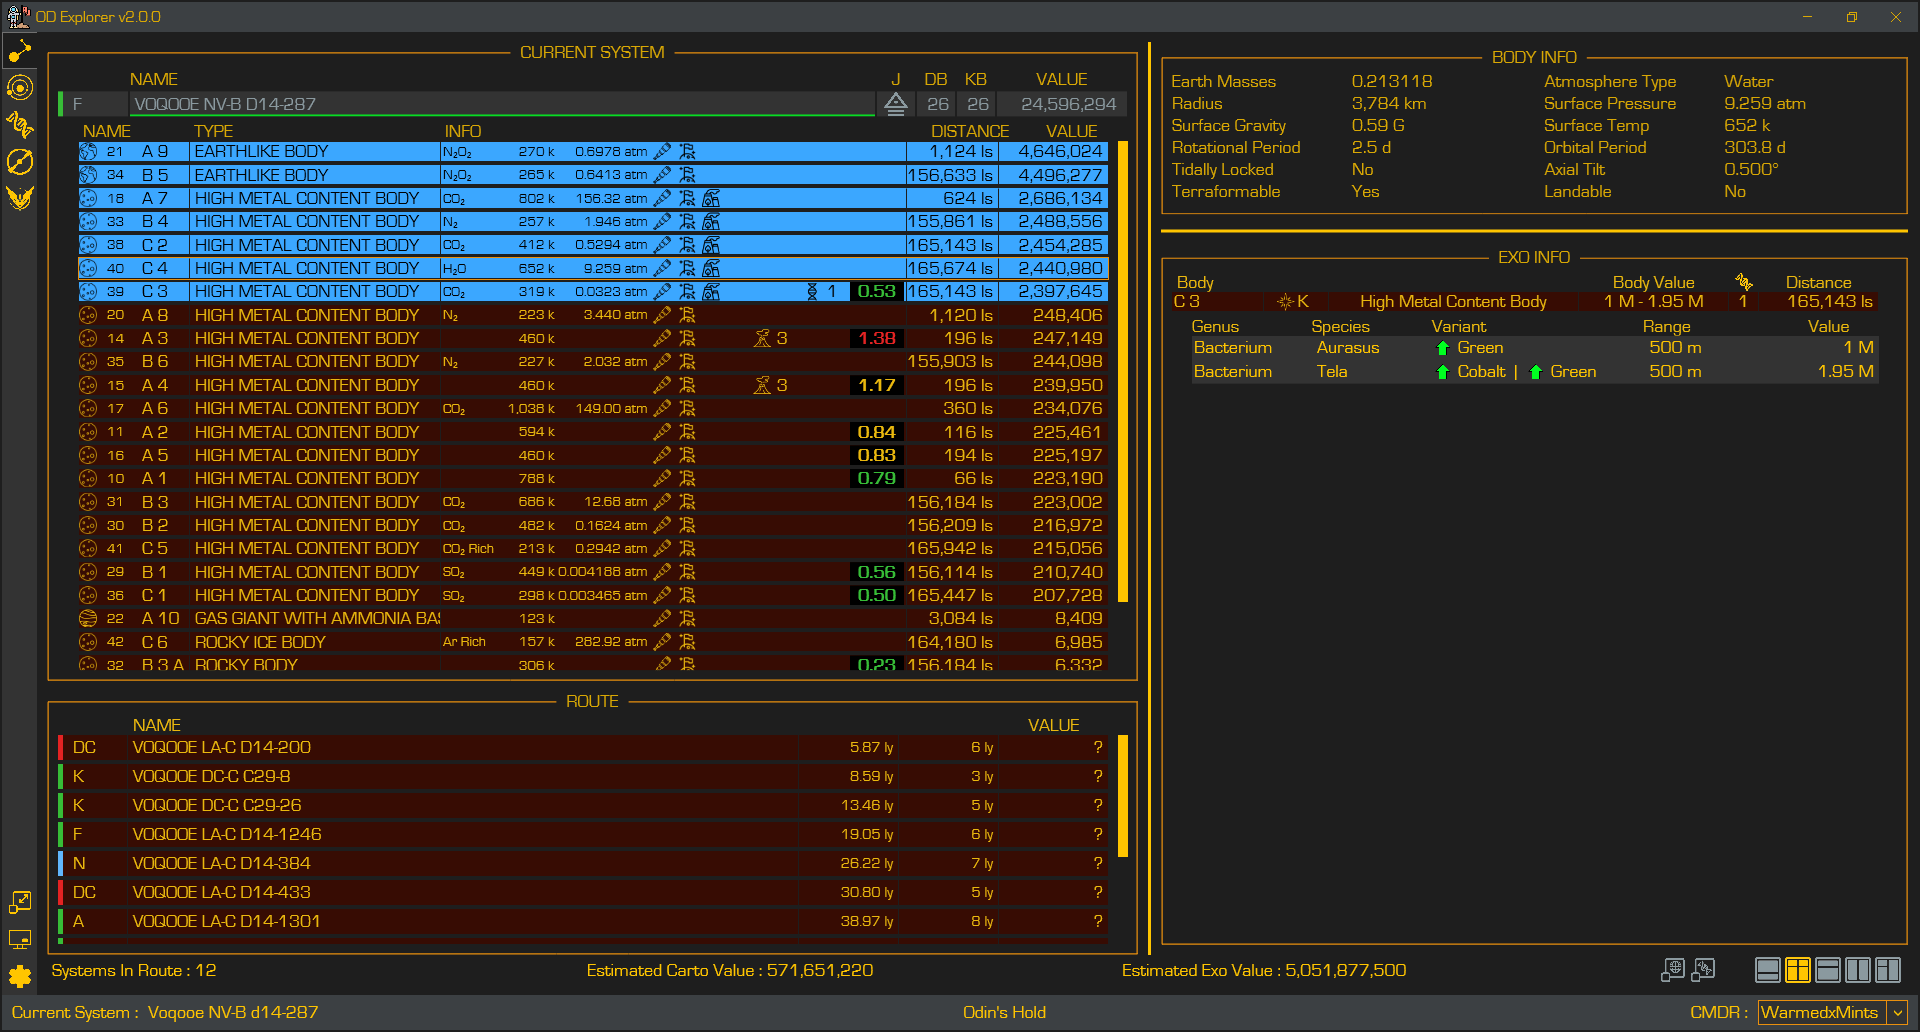 OD Explorer v2.0.0
CURRENT SYSTEM
NAME J DB KB VALUE
F VOQOOE NV-B D14-287 26 26 24,596,294
NAME TYPE INFO DISTANCE VALUE
21 A 9 EARTHLIKE BODY N₂O₂ 270 k 0.6978 atm 1,124 ls 4,646,024
34 B 5 EARTHLIKE BODY N₂O₂ 265 k 0.6413 atm 156,633 ls 4,496,277
18 A 7 HIGH METAL CONTENT BODY CO₂ 802 k 156.32 atm 624 ls 2,686,134
33 B 4 HIGH METAL CONTENT BODY N₂ 257 k 1.946 atm 155,861 ls 2,488,556
38 C 2 HIGH METAL CONTENT BODY CO₂ 412 k 0.5294 atm 165,143 ls 2,454,285
40 C 4 HIGH METAL CONTENT BODY H₂O 652 k 9.259 atm 165,674 ls 2,440,980
39 C 3 HIGH METAL CONTENT BODY CO₂ 319 k 0.0323 atm 1 0.53 165,143 ls 2,397,645
20 A 8 HIGH METAL CONTENT BODY N₂ 223 k 3.440 atm 1,120 ls 248,406
14 A 3 HIGH METAL CONTENT BODY 460 k 3 1.38 196 ls 247,149
35 B 6 HIGH METAL CONTENT BODY N₂ 227 k 2.032 atm 155,903 ls 244,098
15 A 4 HIGH METAL CONTENT BODY 460 k 3 1.17 196 ls 239,950
17 A 6 HIGH METAL CONTENT BODY CO₂ 1,038 k 149.00 atm 360 ls 234,076
11 A 2 HIGH METAL CONTENT BODY 594 k 0.84 116 ls 225,461
16 A 5 HIGH METAL CONTENT BODY 460 k 0.83 194 ls 225,197
10 A 1 HIGH METAL CONTENT BODY 788 k 0.79 66 ls 223,190
31 B 3 HIGH METAL CONTENT BODY CO₂ 686 k 12.68 atm 156,184 ls 223,002
30 B 2 HIGH METAL CONTENT BODY CO₂ 482 k 0.1624 atm 156,209 ls 216,972
41 C 5 HIGH METAL CONTENT BODY CO₂ Rich 213 k 0.2942 atm 165,942 ls 215,056
29 B 1 HIGH METAL CONTENT BODY SO₂ 449 k 0.004188 atm 0.56 156,114 ls 210,740
36 C 1 HIGH METAL CONTENT BODY SO₂ 298 k 0.003465 atm 0.50 165,447 ls 207,728
22 A 10 GAS GIANT WITH AMMONIA BAS 123 k 3,084 ls 8,409
42 C 6 ROCKY ICE BODY Ar Rich 157 k 282.92 atm 164,180 ls 6,985
32 B 3 A ROCKY BODY 306 k 0.23 156,184 ls 6,332
ROUTE
NAME VALUE
DC VOQOOE LA-C D14-200 5.87 ly 6 ly ?
K VOQOOE DC-C C29-8 8.59 ly 3 ly ?
K VOQOOE DC-C C29-26 13.46 ly 5 ly ?
F VOQOOE LA-C D14-1246 19.05 ly 6 ly ?
N VOQOOE LA-C D14-384 26.22 ly 7 ly ?
DC VOQOOE LA-C D14-433 30.80 ly 5 ly ?
A VOQOOE LA-C D14-1301 38.97 ly 8 ly ?
BODY INFO
Earth Masses 0.213118 Atmosphere Type Water
Radius 3,784 km Surface Pressure 9.259 atm
Surface Gravity 0.59 G Surface Temp 652 k
Rotational Period 2.5 d Orbital Period 303.8 d
Tidally Locked No Axial Tilt 0.500°
Terraformable Yes Landable No
EXO INFO
Body Body Value Distance
C 3 K High Metal Content Body 1 M - 1.95 M 1 165,143 ls
Genus Species Variant Range Value
Bacterium Aurasus Green 500 m 1 M
Bacterium Tela Cobalt | Green 500 m 1.95 M
Systems In Route : 12 Estimated Carto Value : 571,651,220 Estimated Exo Value : 5,051,877,500
Current System : Voqooe NV-B d14-287 Odin's Hold CMDR : WarmedxMints